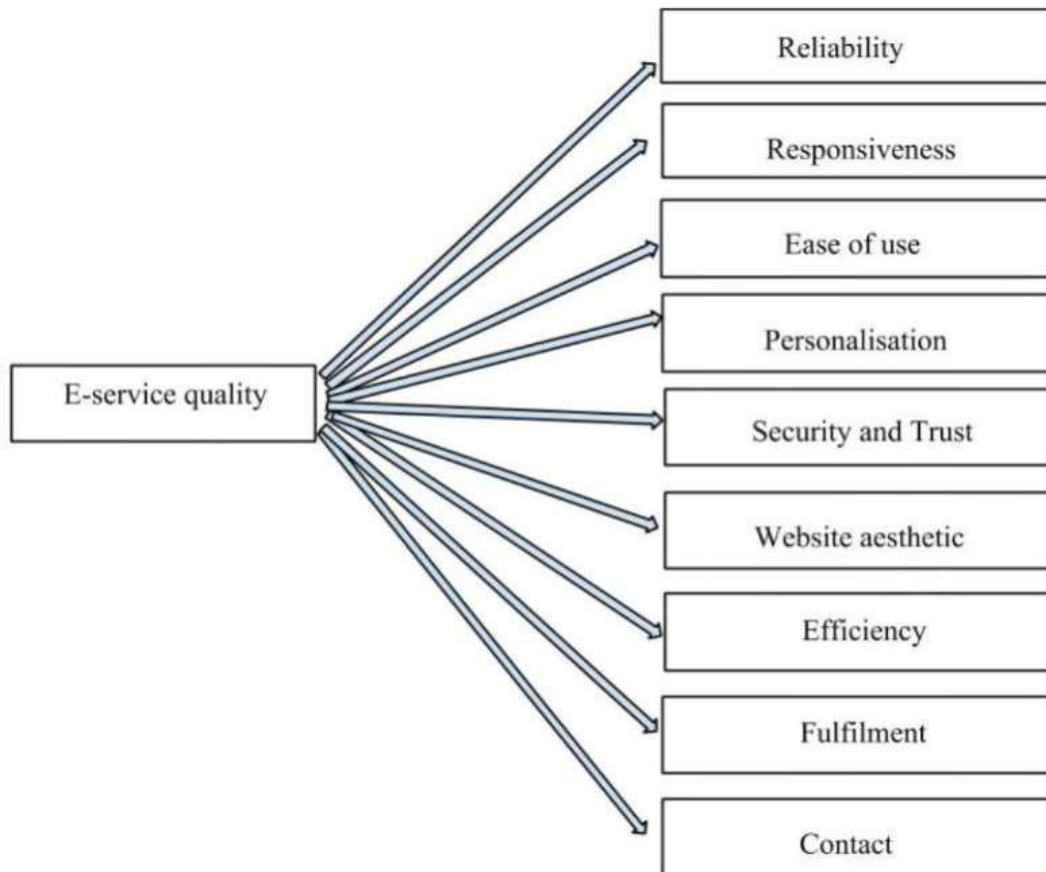 Reliability
Responsiveness
Ease of use
Personalisation
E-service quality
Security and Trust
Website aesthetic
Efficiency
Fulfilment
Contact